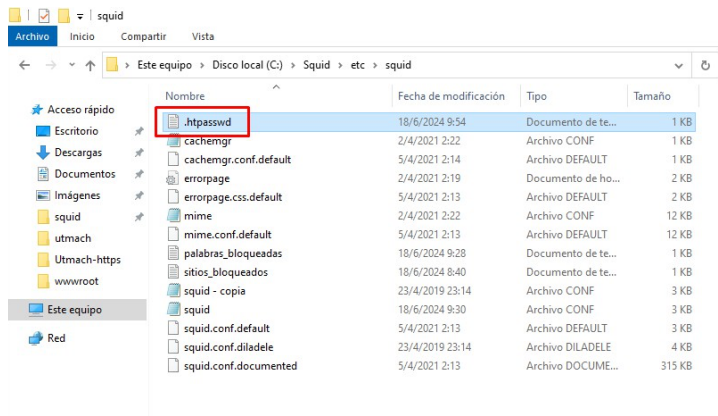 squid
Archivo Inicio Compartir Vista
Este equipo > Disco local (C:) > Squid > etc > squid
Nombre Fecha de modificación Tipo Tamaño
Acceso rápido
Escritorio
Descargas
Documentos
Imágenes
squid
utmach
Utmach-https
wwwroot
Este equipo
Red
.htpasswd 18/6/2024 9:54 Documento de te... 1 KB
cachemgr 2/4/2021 2:22 Archivo CONF 1 KB
cachemgr.conf.default 5/4/2021 2:14 Archivo DEFAULT 1 KB
errorpage 2/4/2021 2:19 Documento de ho... 2 KB
errorpage.css.default 5/4/2021 2:13 Archivo DEFAULT 2 KB
mime 2/4/2021 2:22 Archivo CONF 12 KB
mime.conf.default 5/4/2021 2:13 Archivo DEFAULT 12 KB
palabras_bloqueadas 18/6/2024 9:28 Documento de te... 1 KB
sitios_bloqueados 18/6/2024 8:40 Documento de te... 1 KB
squid - copia 23/4/2019 23:14 Archivo CONF 3 KB
squid 18/6/2024 9:30 Archivo CONF 3 KB
squid.conf.default 5/4/2021 2:13 Archivo DEFAULT 3 KB
squid.conf.diladele 23/4/2019 23:14 Archivo DILADELE 4 KB
squid.conf.documented 5/4/2021 2:13 Archivo DOCUME... 315 KB